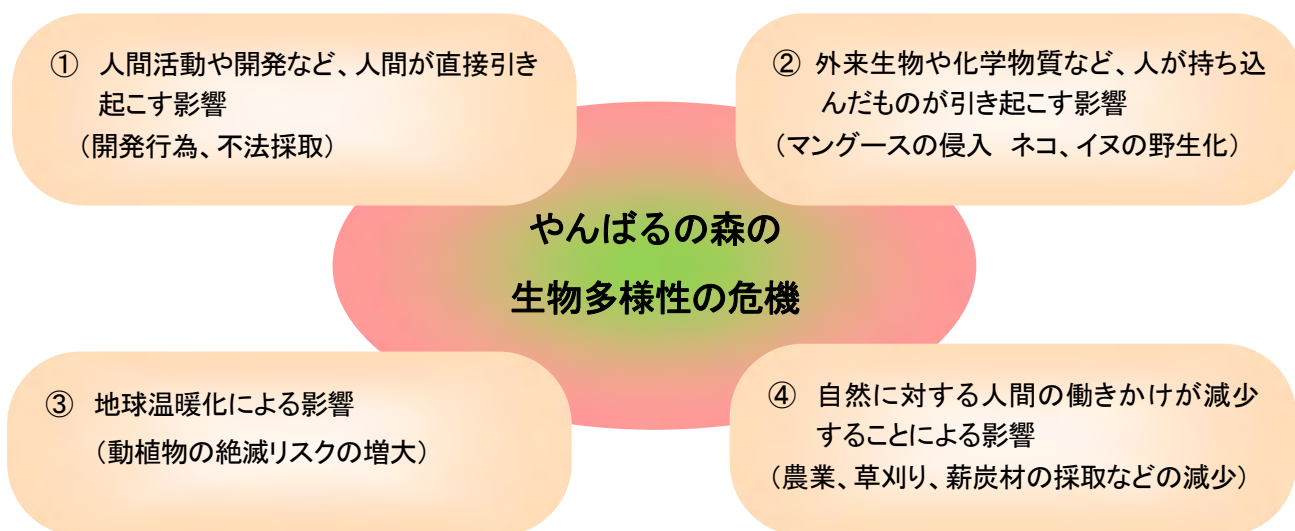 ① 人間活動や開発など、人間が直接引き
起こす影響
(開発行為、不法採取)
② 外来生物や化学物質など、人が持ち込
んだものが引き起こす影響
(マングースの侵入 ネコ、イヌの野生化)
やんばるの森の
生物多様性の危機
③ 地球温暖化による影響
(動植物の絶滅リスクの増大)
④ 自然に対する人間の働きかけが減少
することによる影響
(農業、草刈り、薪炭材の採取などの減少)